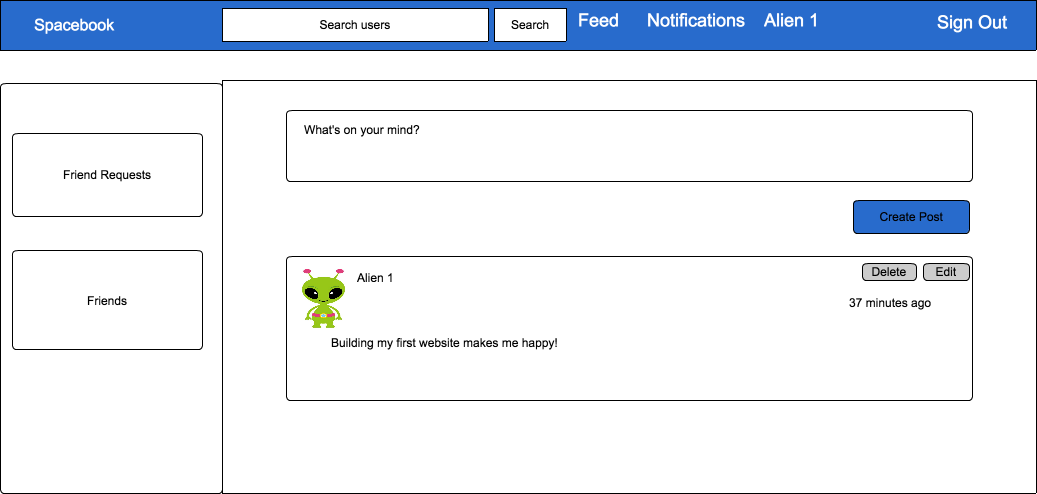 Spacebook
Search users
Search
Feed
Notifications
Alien 1
Sign Out
Friend Requests
Friends
What's on your mind?
Create Post
Alien 1
Delete
Edit
37 minutes ago
Building my first website makes me happy!